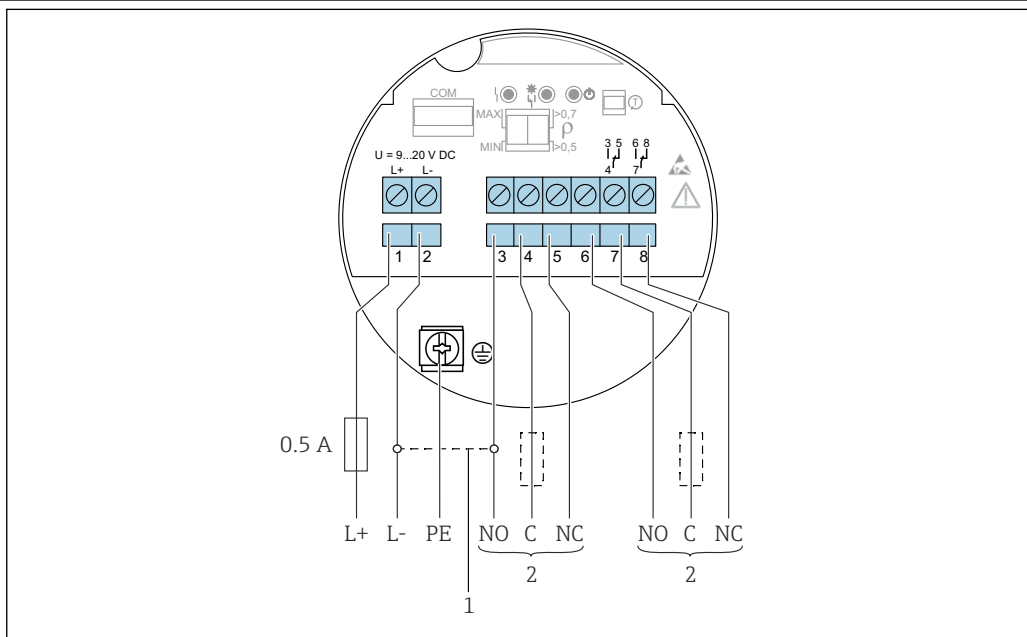 COM
MAX
>0,7
ρ
MIN
>0,5
3 5
6 8
4
7
U = 9...20 V DC
L+ L-
1 2 3 4 5 6 7 8
0.5 A
L+ L- PE NO C NC NO C NC
2 2
1